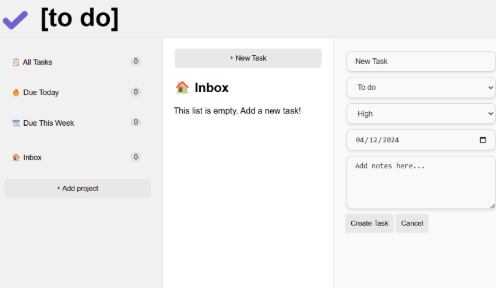 [to do]
All Tasks 0
Due Today 0
Due This Week 0
Inbox 0
+ Add project
+ New Task
Inbox
This list is empty. Add a new task!
New Task
To do
High
04/12/2024
Add notes here...
Create Task Cancel